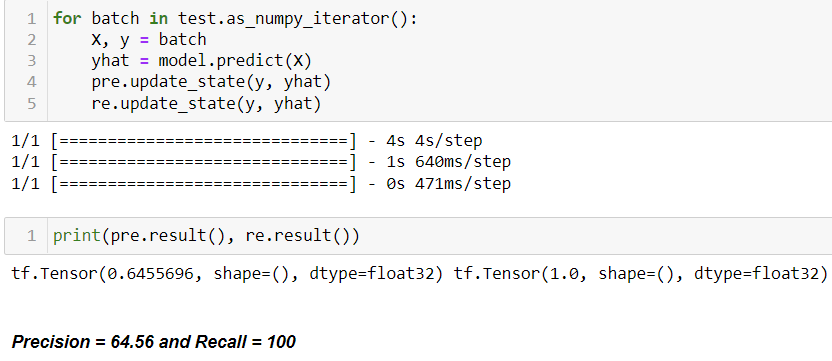 1 for batch in test.as_numpy_iterator():
2     X, y = batch
3     yhat = model.predict(X)
4     pre.update_state(y, yhat)
5     re.update_state(y, yhat)
1/1 [==============================] - 4s 4s/step
1/1 [==============================] - 1s 640ms/step
1/1 [==============================] - 0s 471ms/step
1 print(pre.result(), re.result())
tf.Tensor(0.6455696, shape=(), dtype=float32) tf.Tensor(1.0, shape=(), dtype=float32)
Precision = 64.56 and Recall = 100